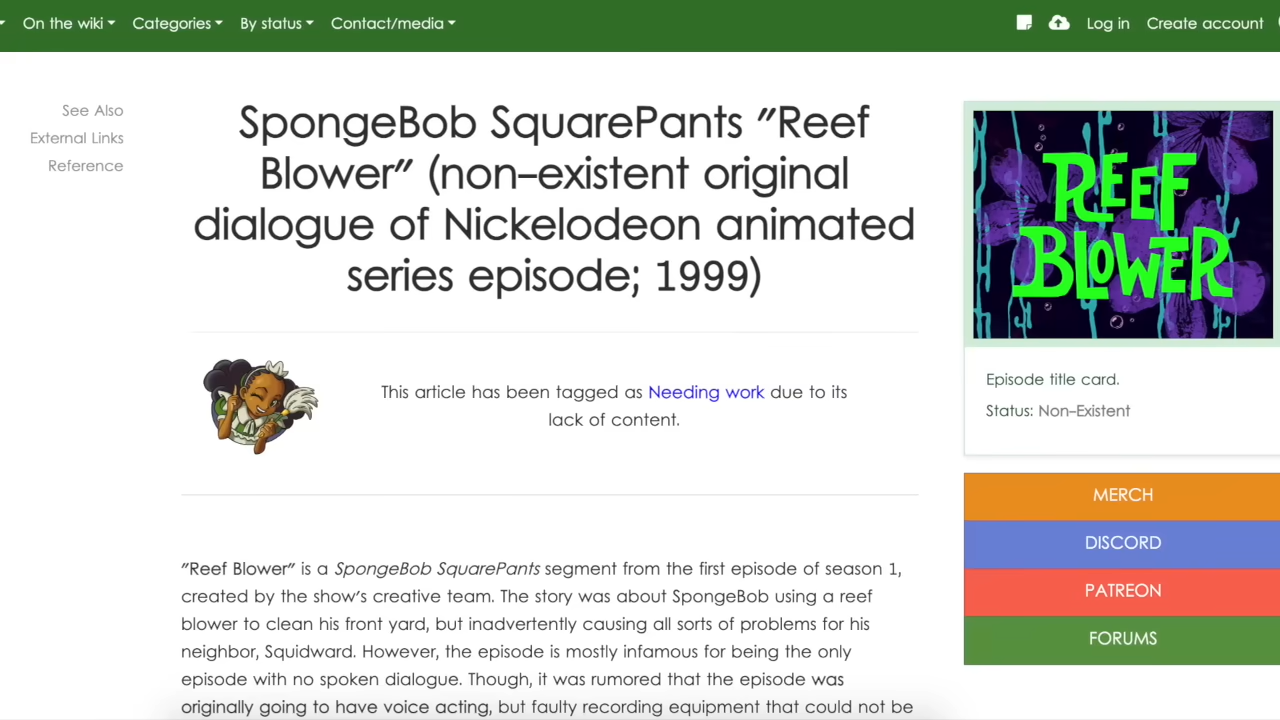 On the wiki Categories By status Contact/media Log in Create account
See Also
External Links
Reference
SpongeBob SquarePants "Reef
Blower" (non-existent original
dialogue of Nickelodeon animated
series episode; 1999)
This article has been tagged as Needing work due to its
lack of content.
"Reef Blower" is a SpongeBob SquarePants segment from the first episode of season 1,
created by the show's creative team. The story was about SpongeBob using a reef
blower to clean his front yard, but inadvertently causing all sorts of problems for his
neighbor, Squidward. However, the episode is mostly infamous for being the only
episode with no spoken dialogue. Though, it was rumored that the episode was
originally going to have voice acting, but faulty recording equipment that could not be
REEF
BLOWER
Episode title card.
Status: Non-Existent
MERCH
DISCORD
PATREON
FORUMS